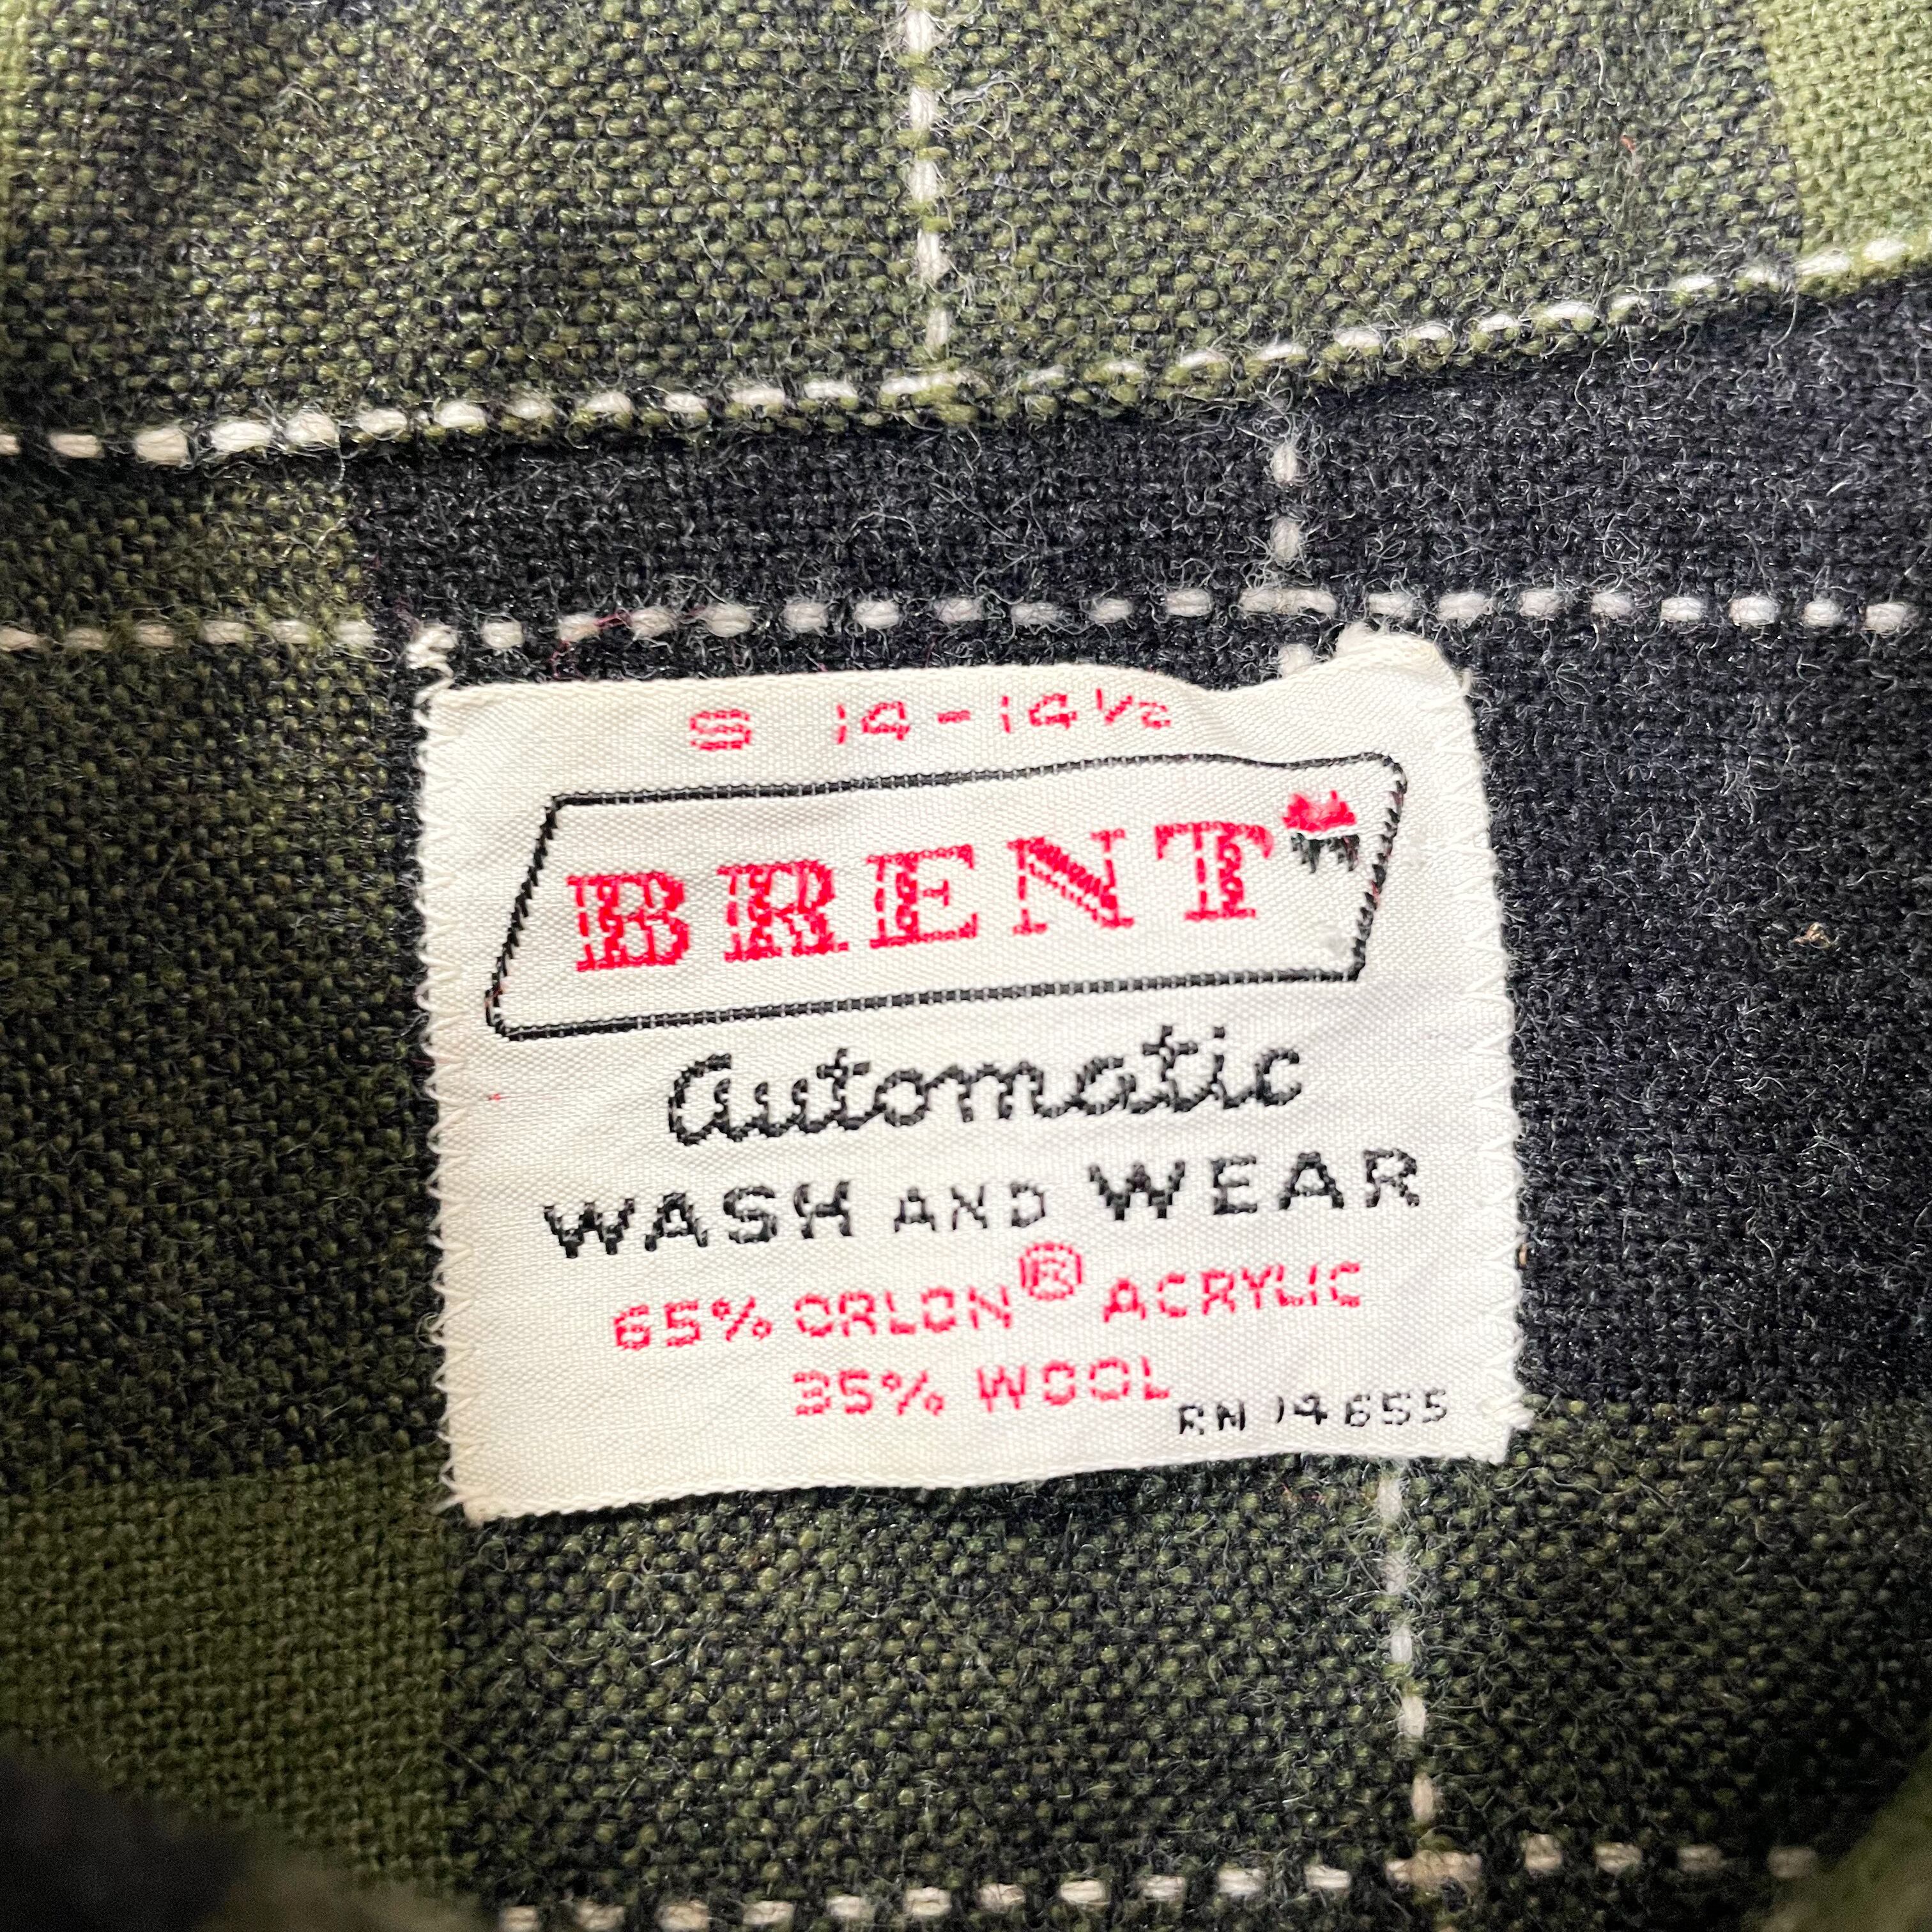 S 14-14½
BRENT
Automatic
WASH AND WEAR
65% ORLON® ACRYLIC
35% WOOL
RN 14655